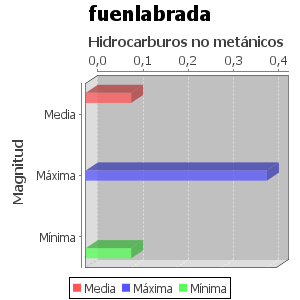 fuenlabrada
Hidrocarburos no metánicos
0,0 0,1 0,2 0,3 0,4
Magnitud
Media
Máxima
Mínima
Media Máxima Mínima